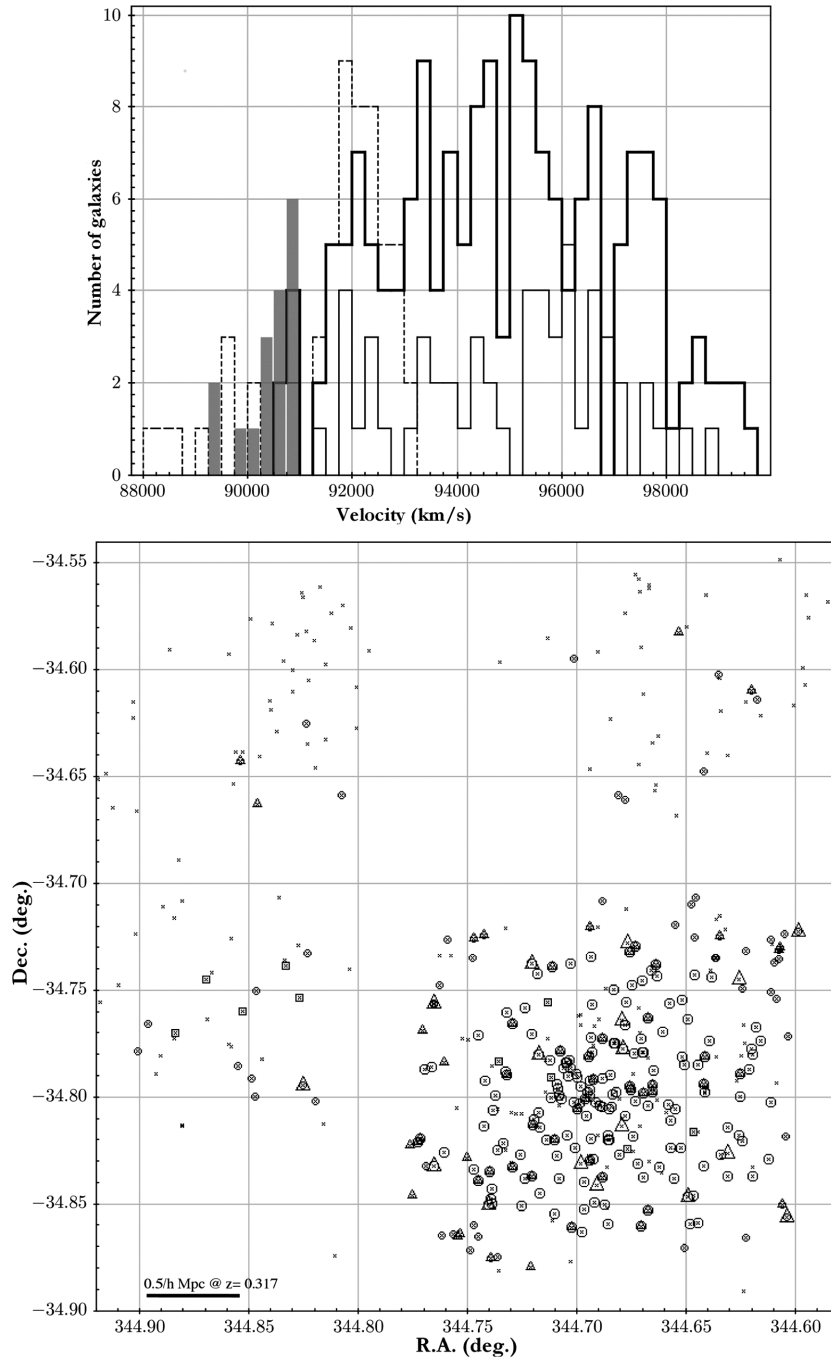 10
8
6
4
2
0
Number of galaxies
88000 90000 92000 94000 96000 98000
Velocity (km/s)
−34.55
−34.60
−34.65
−34.70
−34.75
−34.80
−34.85
−34.90
Dec. (deg.)
0.5/h Mpc @ z= 0.317
344.90 344.85 344.80 344.75 344.70 344.65 344.60
R.A. (deg.)